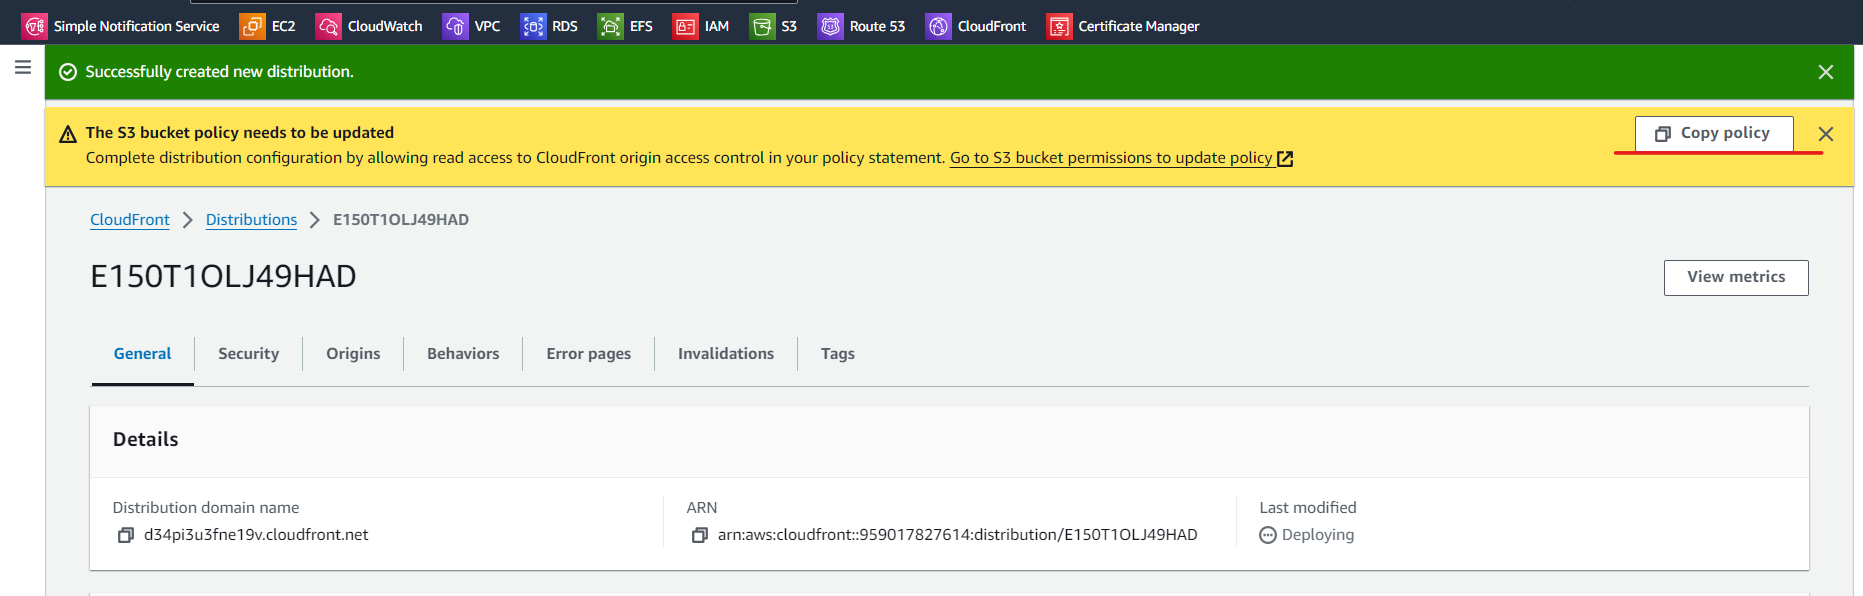 Simple Notification Service EC2 CloudWatch VPC RDS EFS IAM S3 Route 53 CloudFront Certificate Manager
Successfully created new distribution.
The S3 bucket policy needs to be updated
Copy policy
Complete distribution configuration by allowing read access to CloudFront origin access control in your policy statement. Go to S3 bucket permissions to update policy
CloudFront Distributions E150T1OLJ49HAD
E150T1OLJ49HAD
View metrics
General Security Origins Behaviors Error pages Invalidations Tags
Details
Distribution domain name ARN Last modified
d34pi3u3fne19v.cloudfront.net arn:aws:cloudfront::959017827614:distribution/E150T1OLJ49HAD Deploying